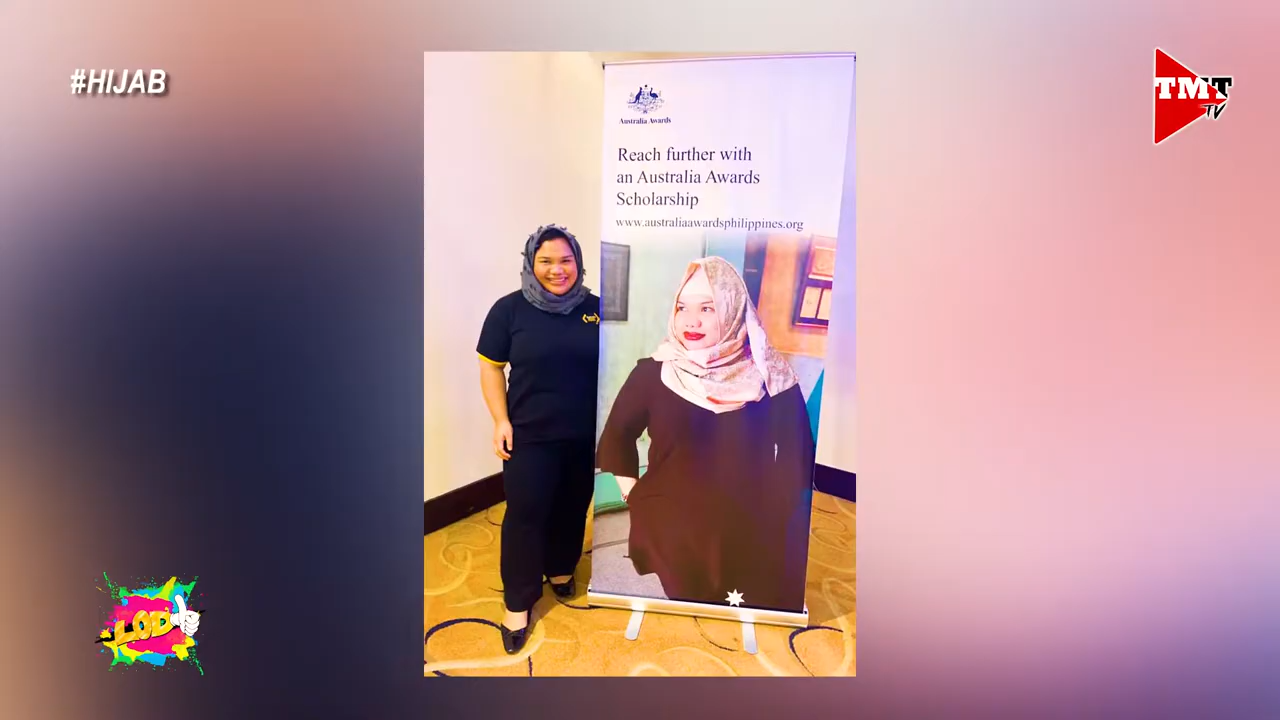 #HIJAB
TMT
TV
Australia Awards
Reach further with
an Australia Awards
Scholarship
www.australiaawardsphilippines.org
LOD